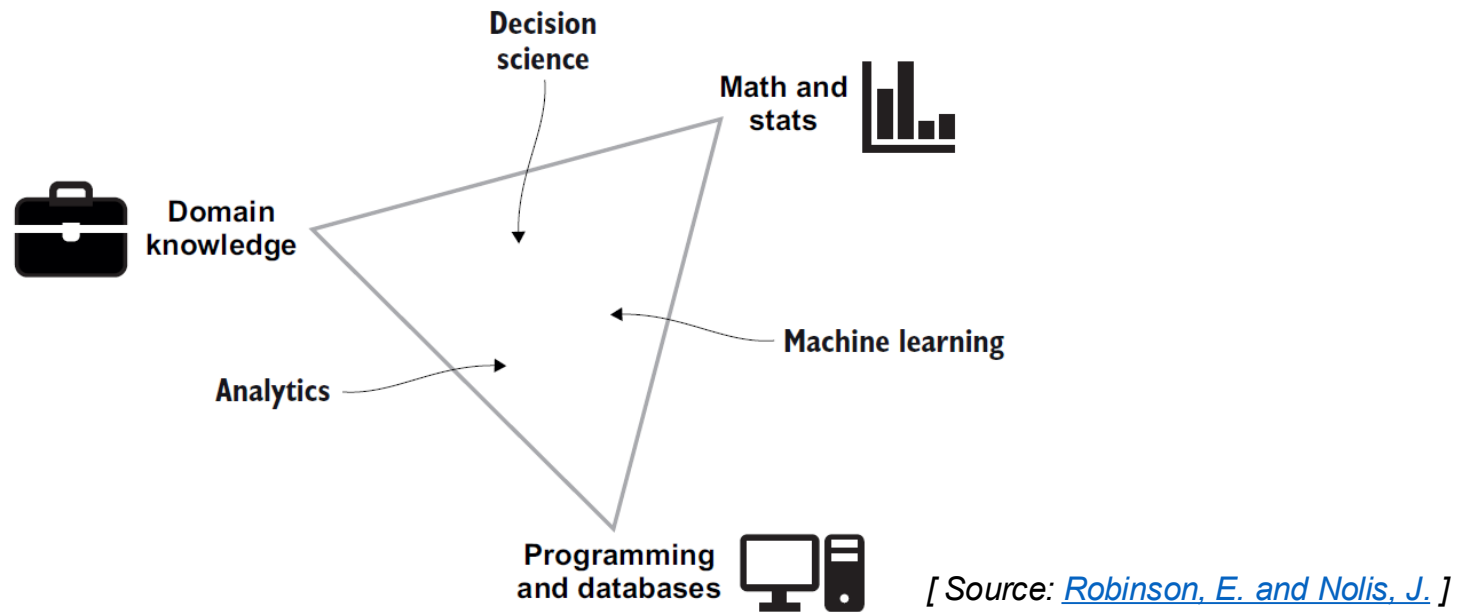 Decision
science
Math and
stats
Domain
knowledge
Machine learning
Analytics
Programming
and databases
[ Source: Robinson, E. and Nolis, J. ]